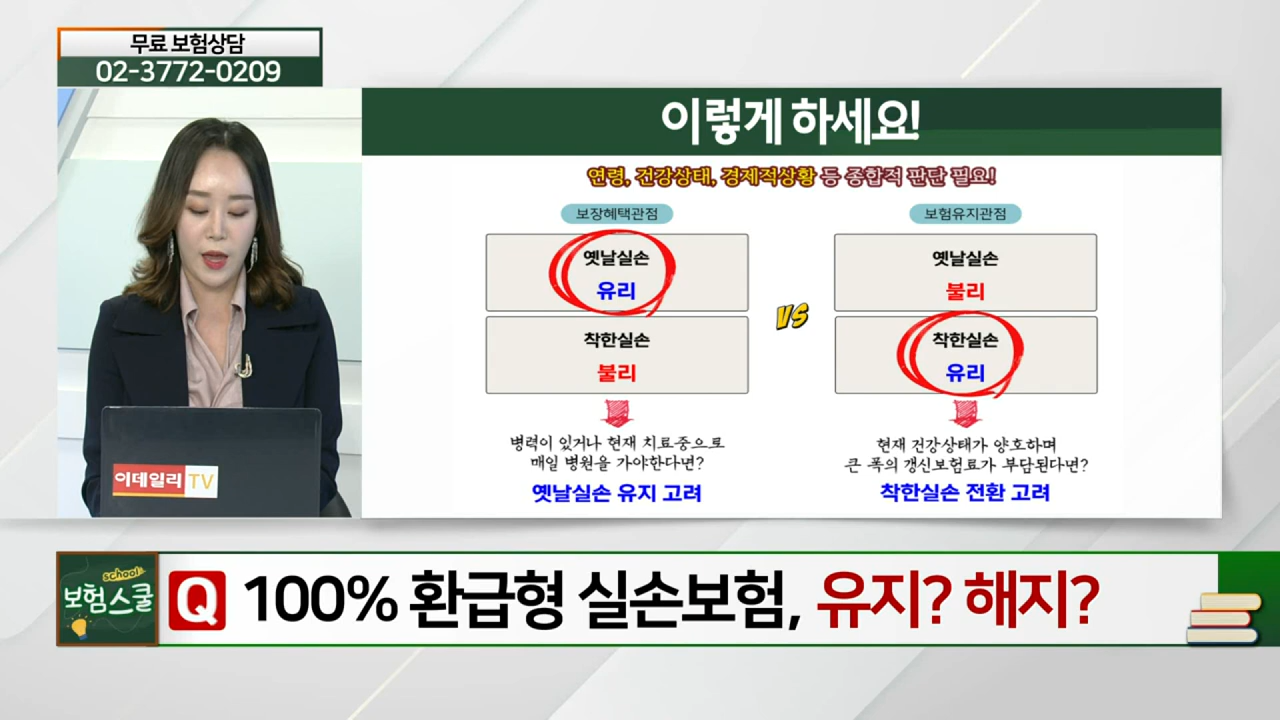 무료 보험상담
02-3772-0209
이렇게 하세요!
연령, 건강상태, 경제적상황 등 종합적 판단 필요!
보장혜택관점
옛날실손
유리
착한실손
불리
병력이 있거나 현재 치료중으로
매일 병원을 가야한다면?
옛날실손 유지 고려
VS
보험유지관점
옛날실손
불리
착한실손
유리
현재 건강상태가 양호하며
큰 폭의 갱신보험료가 부담된다면?
착한실손 전환 고려
이데일리 TV
school
보험스쿨
Q 100% 환급형 실손보험, 유지? 해지?